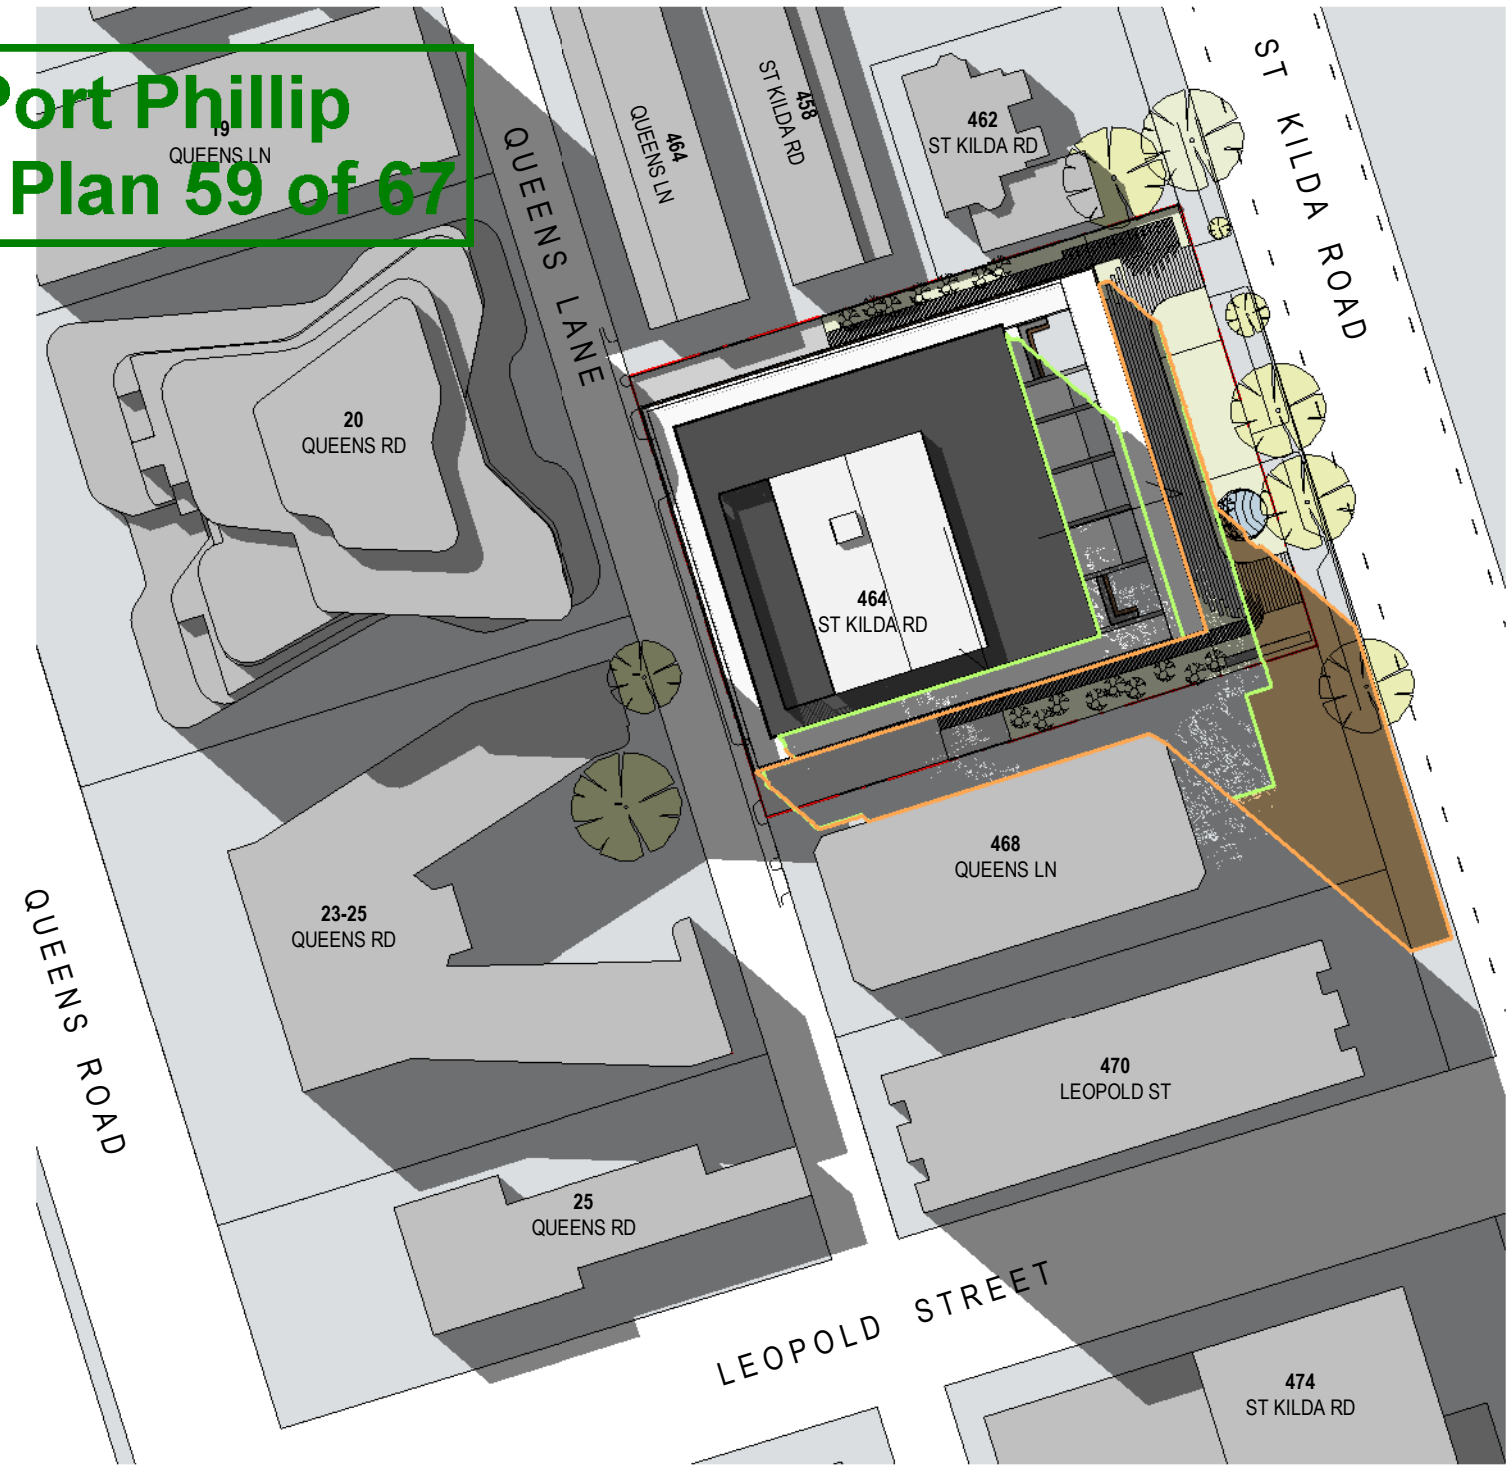 Port Phillip
Plan 59 of 67
19
QUEENS LN
QUEENS LANE
464
QUEENS LN
458
ST KILDA RD
462
ST KILDA RD
ST KILDA ROAD
20
QUEENS RD
464
ST KILDA RD
468
QUEENS LN
23-25
QUEENS RD
QUEENS ROAD
470
LEOPOLD ST
25
QUEENS RD
LEOPOLD STREET
474
ST KILDA RD